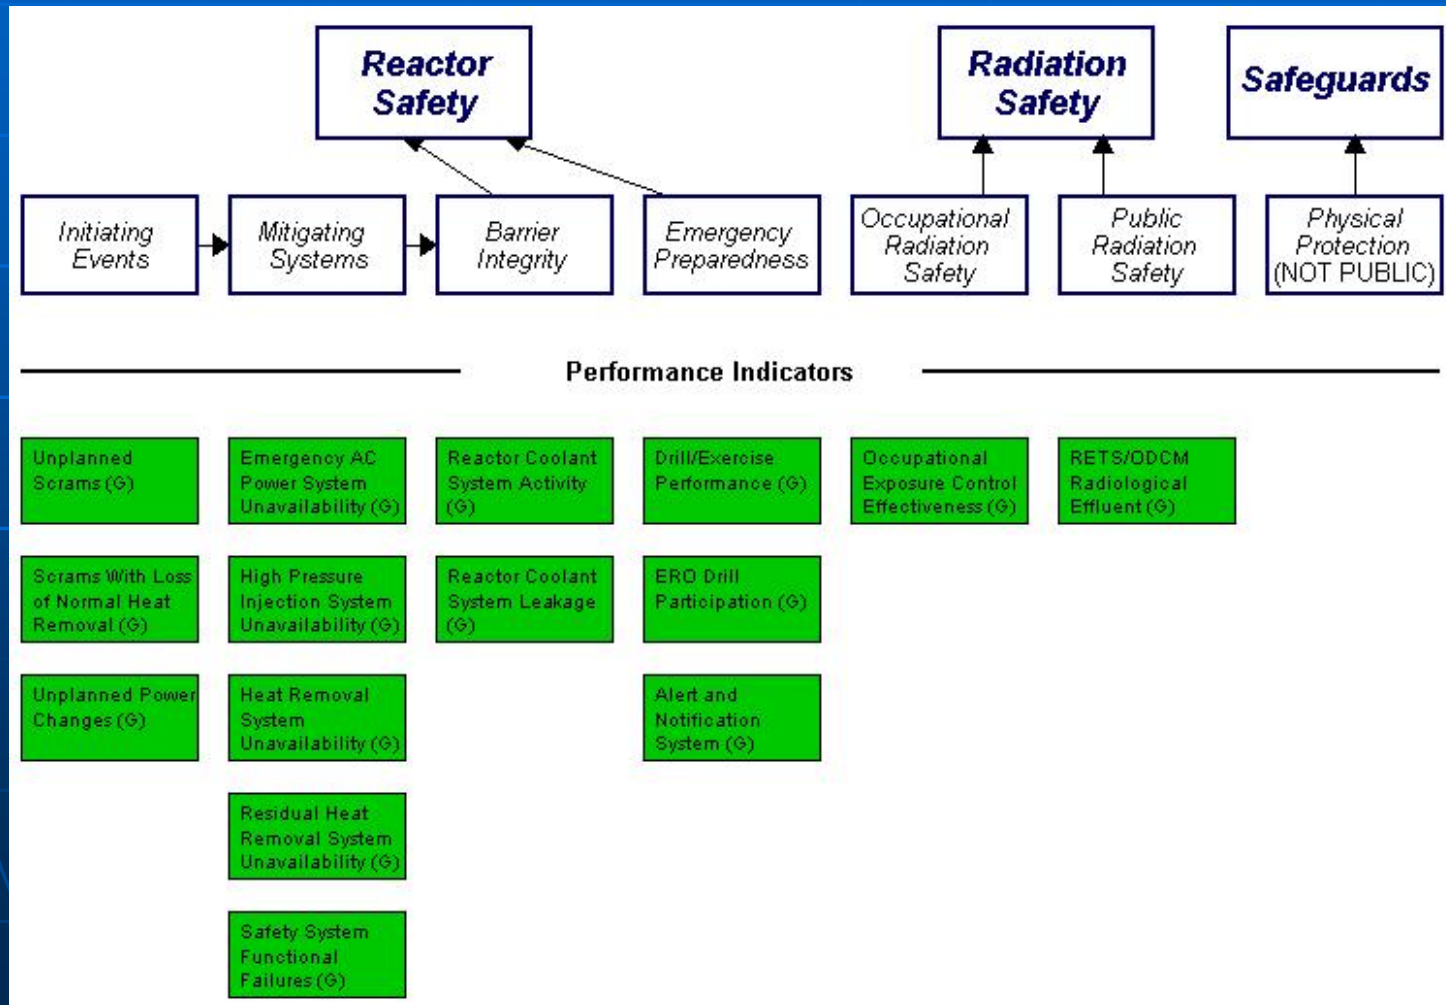 Reactor
Safety
Radiation
Safety
Safeguards
Initiating
Events
Mitigating
Systems
Barrier
Integrity
Emergency
Preparedness
Occupational
Radiation
Safety
Public
Radiation
Safety
Physical
Protection
(NOT PUBLIC)
Performance Indicators
Unplanned
Scrams (G)
Emergency AC
Power System
Unavailability (G)
Reactor Coolant
System Activity
(G)
Drill/Exercise
Performance (G)
Occupational
Exposure Control
Effectiveness (G)
RETS/ODCM
Radiological
Effluent (G)
Scrams With Loss
of Normal Heat
Removal (G)
High Pressure
Injection System
Unavailability (G)
Reactor Coolant
System Leakage
(G)
ERO Drill
Participation (G)
Unplanned Power
Changes (G)
Heat Removal
System
Unavailability (G)
Alert and
Notification
System (G)
Residual Heat
Removal System
Unavailability (G)
Safety System
Functional
Failures (G)